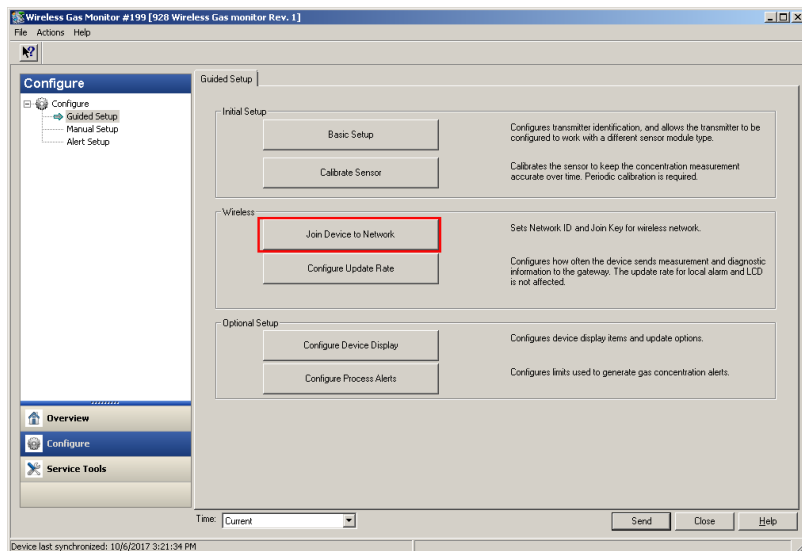 Wireless Gas Monitor #199 [928 Wireless Gas monitor Rev. 1]
File Actions Help
Configure
Configure
Guided Setup
Manual Setup
Alert Setup
Overview
Configure
Service Tools
Guided Setup
Initial Setup
Basic Setup
Configures transmitter identification, and allows the transmitter to be
configured to work with a different sensor module type.
Calibrate Sensor
Calibrates the sensor to keep the concentration measurement
accurate over time. Periodic calibration is required.
Wireless
Join Device to Network
Sets Network ID and Join Key for wireless network.
Configure Update Rate
Configures how often the device sends measurement and diagnostic
information to the gateway. The update rate for local alarm and LCD
is not affected.
Optional Setup
Configure Device Display
Configures device display items and update options.
Configure Process Alerts
Configures limits used to generate gas concentration alerts.
Time: Current
Send Close Help
Device last synchronized: 10/6/2017 3:21:34 PM